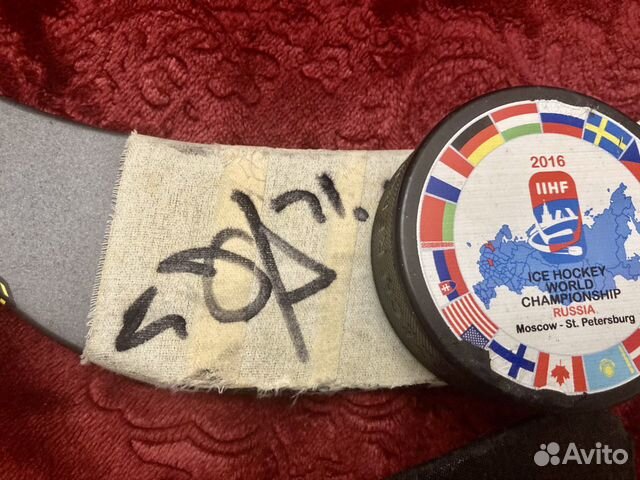 2016
IIHF
ICE HOCKEY
WORLD
CHAMPIONSHIP
RUSSIA
Moscow - St. Petersburg
Avito